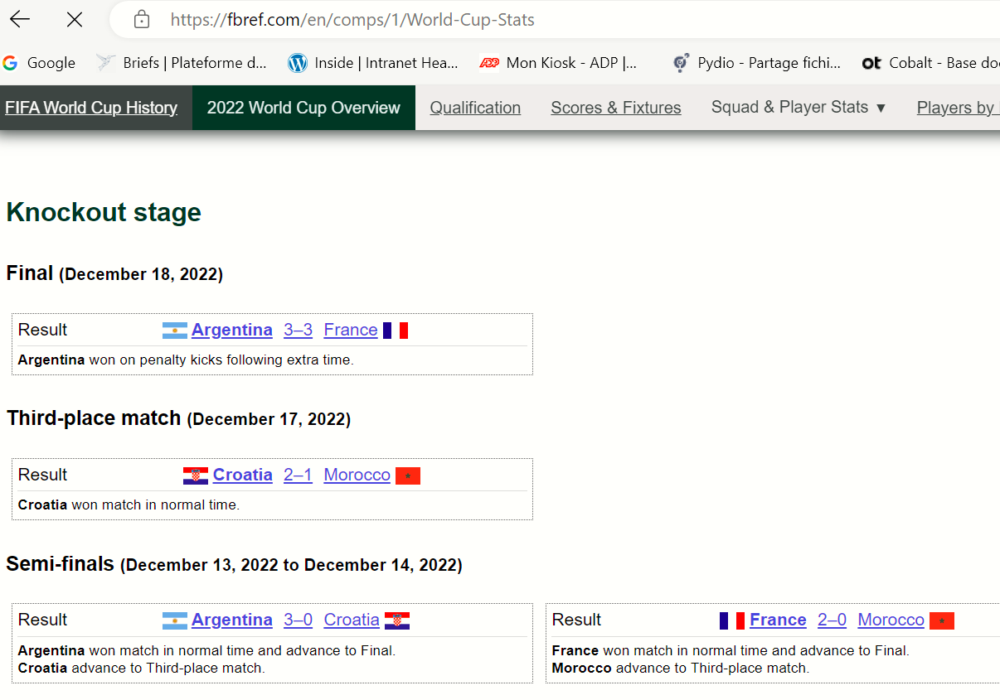 https://fbref.com/en/comps/1/World-Cup-Stats
Google Briefs | Plateforme d... Inside | Intranet Hea... ADP Mon Kiosk - ADP |... Pydio - Partage fichi... ot Cobalt - Base do
FIFA World Cup History 2022 World Cup Overview Qualification Scores & Fixtures Squad & Player Stats ▼ Players by
Knockout stage
Final (December 18, 2022)
Result Argentina 3–3 France
Argentina won on penalty kicks following extra time.
Third-place match (December 17, 2022)
Result Croatia 2–1 Morocco
Croatia won match in normal time.
Semi-finals (December 13, 2022 to December 14, 2022)
Result Argentina 3–0 Croatia
Argentina won match in normal time and advance to Final.
Croatia advance to Third-place match.
Result France 2–0 Morocco
France won match in normal time and advance to Final.
Morocco advance to Third-place match.